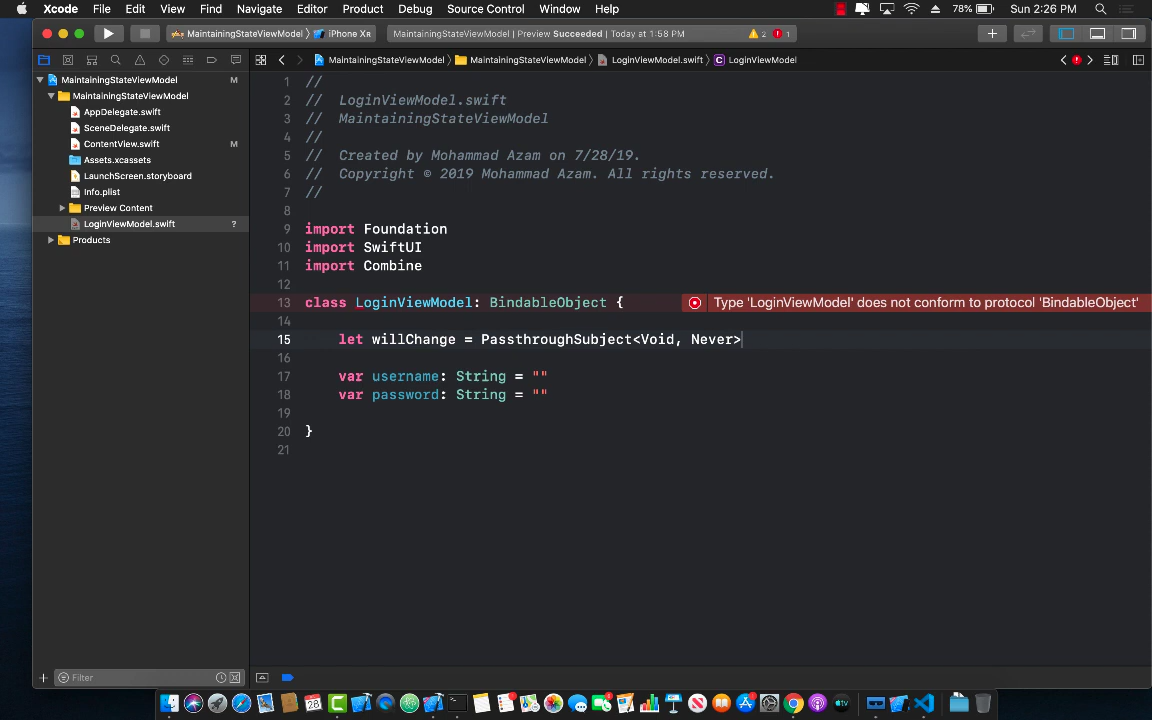 Xcode File Edit View Find Navigate Editor Product Debug Source Control Window Help 78% Sun 2:26 PM
MaintainingStateViewModel iPhone Xʀ MaintainingStateViewModel | Preview Succeeded | Today at 1:58 PM 2 1
MaintainingStateViewModel MaintainingStateViewModel LoginViewModel.swift C LoginViewModel
MaintainingStateViewModel M
MaintainingStateViewModel
AppDelegate.swift
SceneDelegate.swift
ContentView.swift M
Assets.xcassets
LaunchScreen.storyboard
Info.plist
Preview Content
LoginViewModel.swift ?
Products
1 //
2 // LoginViewModel.swift
3 // MaintainingStateViewModel
4 //
5 // Created by Mohammad Azam on 7/28/19.
6 // Copyright © 2019 Mohammad Azam. All rights reserved.
7 //
8
9 import Foundation
10 import SwiftUI
11 import Combine
12
13 class LoginViewModel: BindableObject { Type 'LoginViewModel' does not conform to protocol 'BindableObject'
14
15 let willChange = PassthroughSubject<Void, Never>
16
17 var username: String = ""
18 var password: String = ""
19
20 }
21
Filter